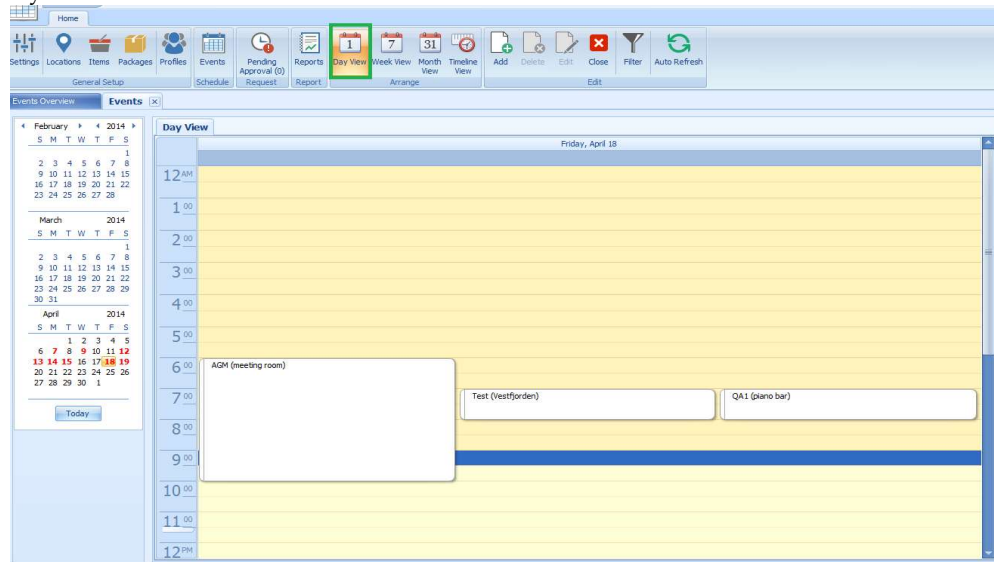 Home
Settings Locations Items Packages Profiles Events Pending Approval (0) Reports Day View Week View Month View Timeline View Add Delete Edit Close Filter Auto Refresh
General Setup Schedule Request Report Arrange Edit
Events Overview Events
February 2014
S M T W T F S
1
2 3 4 5 6 7 8
9 10 11 12 13 14 15
16 17 18 19 20 21 22
23 24 25 26 27 28
March 2014
S M T W T F S
1
2 3 4 5 6 7 8
9 10 11 12 13 14 15
16 17 18 19 20 21 22
23 24 25 26 27 28 29
30 31
April 2014
S M T W T F S
1 2 3 4 5
6 7 8 9 10 11 12
13 14 15 16 17 18 19
20 21 22 23 24 25 26
27 28 29 30 1
Today
Day View
Friday, April 18
12 AM
1 00
2 00
3 00
4 00
5 00
6 00 AGM (meeting room)
7 00 Test (Vestfjorden) QA1 (piano bar)
8 00
9 00
10 00
11 00
12 PM